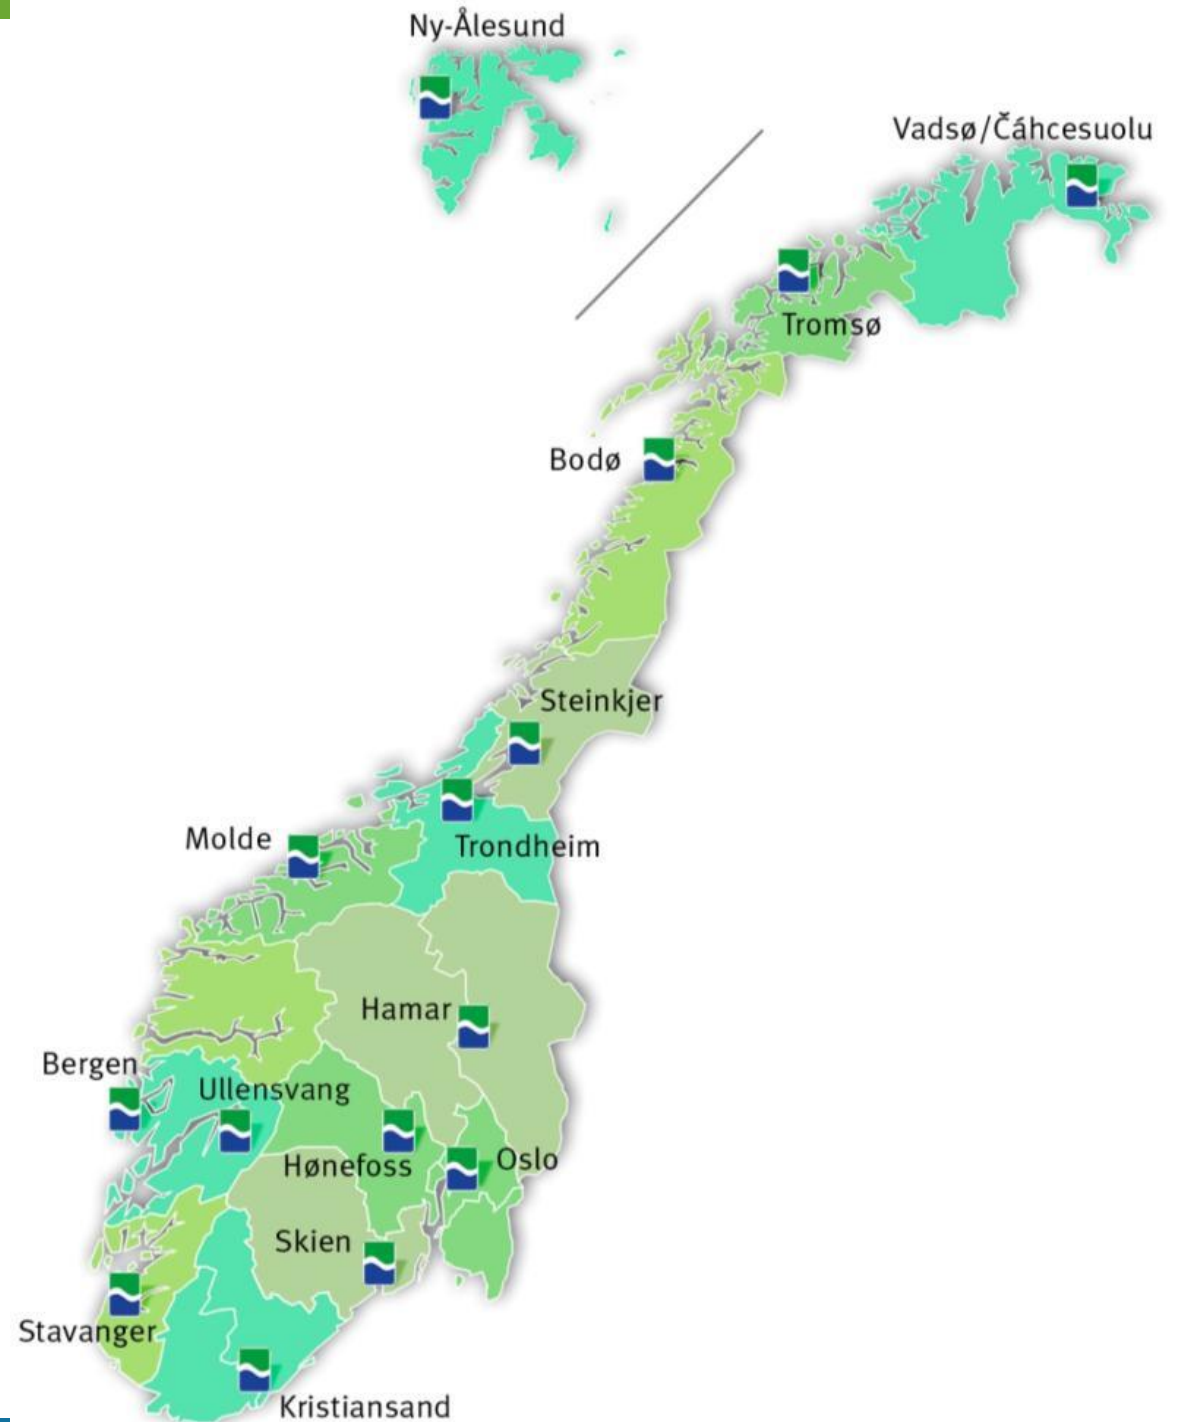 Ny-Ålesund
Vadsø/Čáhcesuolu
Tromsø
Bodø
Steinkjer
Molde
Trondheim
Hamar
Bergen
Ullensvang
Hønefoss
Oslo
Skien
Stavanger
Kristiansand